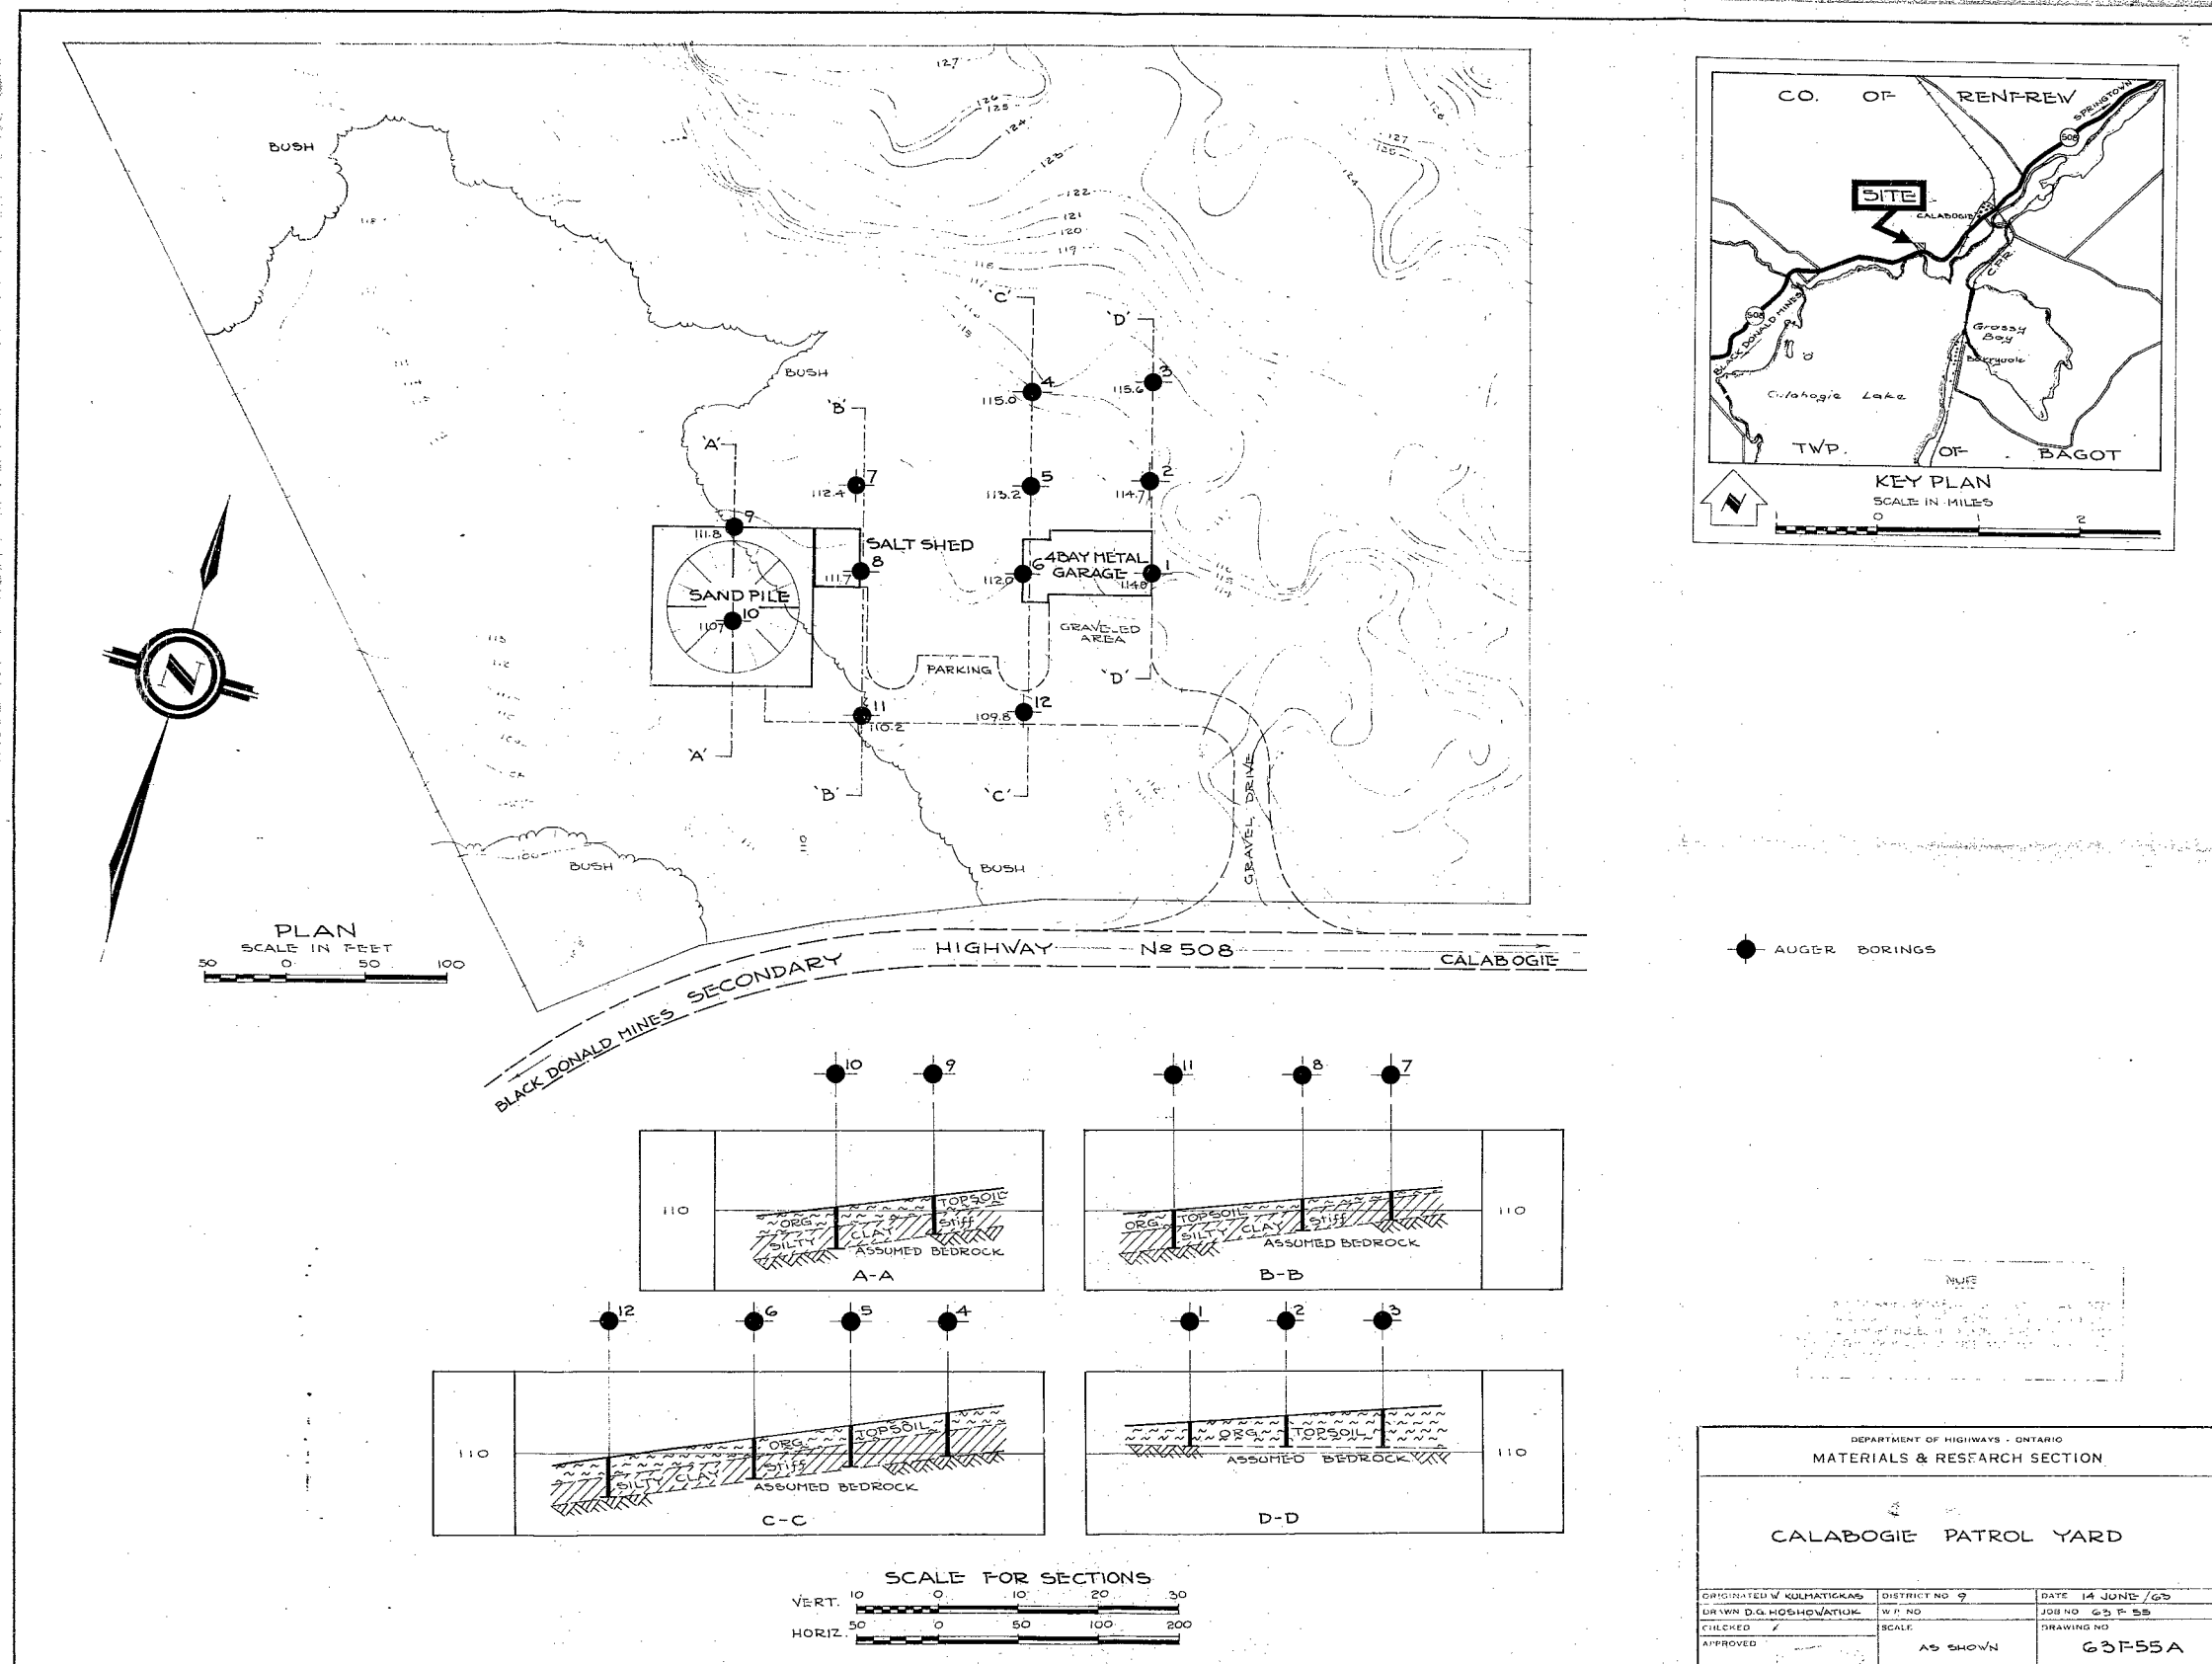 127
126
125
124
123
122
121
120
119
118
127
124
BUSH
BUSH
'C'
'D'
4
115.0
3
115.6
'B'
'A'
7
112.4
5
113.2
2
114.7
9
111.8
SALT SHED
8
111.7
6
112.0
4 BAY METAL
GARAGE
1
SAND PILE
10
110.7
GRAVELED
AREA
PARKING
'D'
11
110.2
12
109.8
'A'
'B'
'C'
GRAVEL DRIVE
110
BUSH
BUSH
N
PLAN
SCALE IN FEET
50 0 50 100
HIGHWAY No 508
SECONDARY
BLACK DONALD MINES
CALABOGIE
CO. OF RENFREW
SPRINGTOWN
508
SITE
CALABOGIE
C.P.R.
508
BLACK DONALD MINES
Grassy
Bay
Barryvale
Calabogie Lake
TWP. OF BAGOT
N
KEY PLAN
SCALE IN MILES
1 0 1 2
AUGER BORINGS
10 9
110
TOPSOIL
ORG
Stiff
SILTY CLAY
ASSUMED BEDROCK
A-A
11 8 7
110
ORG TOPSOIL
SILTY CLAY Stiff
ASSUMED BEDROCK
B-B
12 6 5 4
110
ORG TOPSOIL
SILTY CLAY Stiff
ASSUMED BEDROCK
C-C
1 2 3
110
ORG TOPSOIL
ASSUMED BEDROCK
D-D
SCALE FOR SECTIONS
VERT. 10 0 10 20 30
HORIZ. 50 0 50 100 200
NOTE
DEPARTMENT OF HIGHWAYS - ONTARIO
MATERIALS & RESEARCH SECTION
CALABOGIE PATROL YARD
ORIGINATED W KULMATICKAS
DISTRICT NO 9
DATE 14 JUNE/63
DRAWN D.G. HOSHOWATIUK
W.P. NO
JOB NO 63 F 55
CHECKED
SCALE
AS SHOWN
DRAWING NO
63F55A
APPROVED